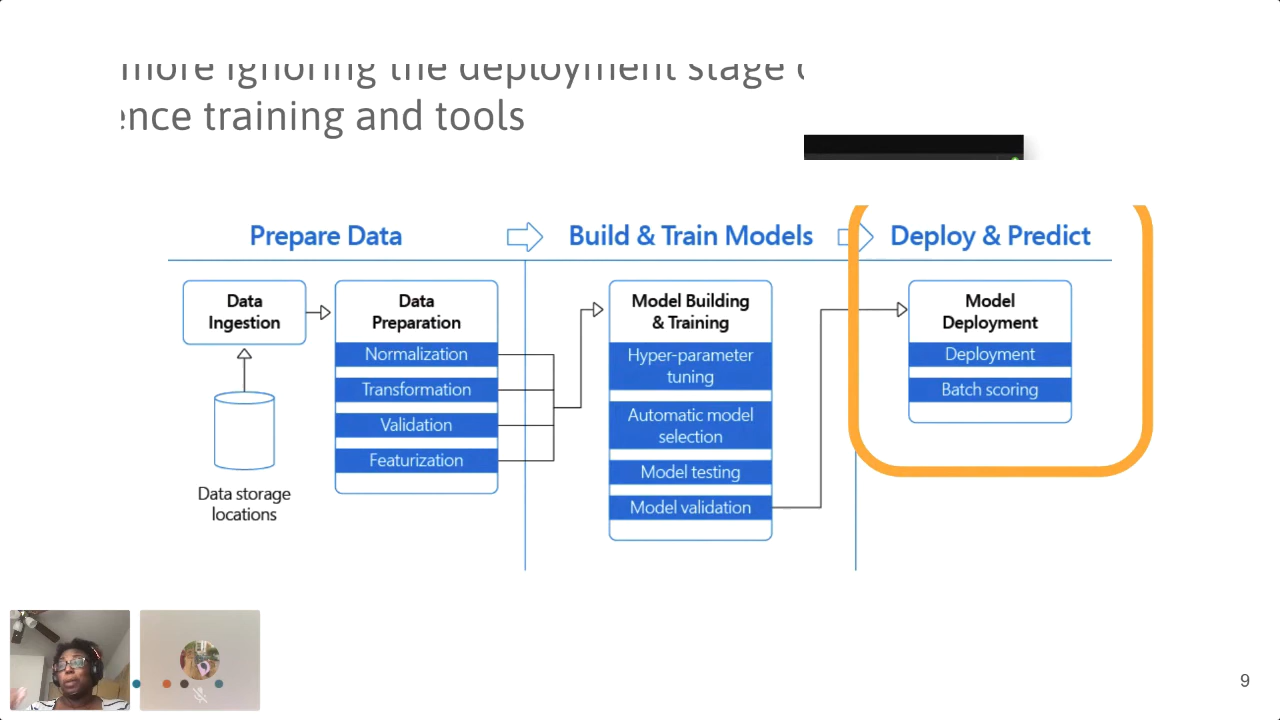 more ignoring the deployment stage
ence training and tools
Prepare Data
Build & Train Models
Deploy & Predict
Data
Ingestion
Data
Preparation
Model Building
& Training
Model
Deployment
Normalization
Transformation
Validation
Featurization
Hyper-parameter
tuning
Automatic model
selection
Model testing
Model validation
Deployment
Batch scoring
Data storage
locations
9